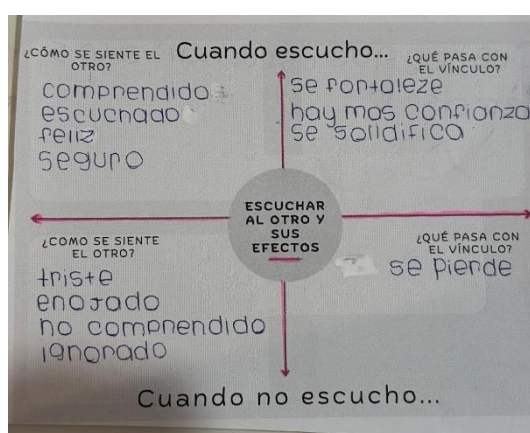 Cuando escucho...
¿CÓMO SE SIENTE EL
OTRO?
comprendido
escuchado
feliz
seguro
¿QUÉ PASA CON
EL VÍNCULO?
se fortaleze
hay mas confianza
se solidifica
ESCUCHAR
AL OTRO Y
SUS
EFECTOS
¿CÓMO SE SIENTE
EL OTRO?
triste
enojado
no comprendido
ignorado
¿QUÉ PASA CON
EL VÍNCULO?
se pierde
Cuando no escucho...